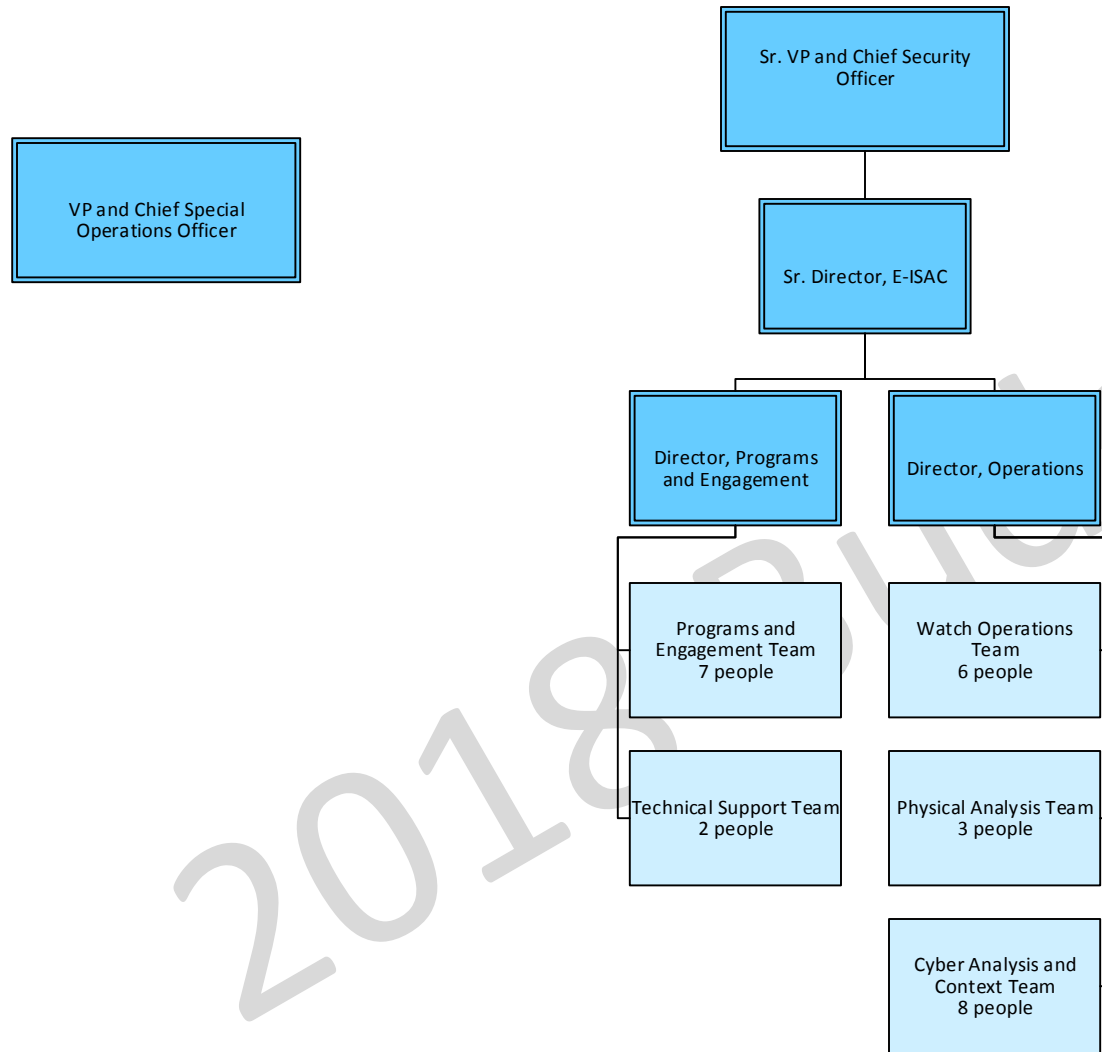 Sr. VP and Chief Security
Officer
VP and Chief Special
Operations Officer
Sr. Director, E-ISAC
Director, Programs
and Engagement
Director, Operations
Programs and
Engagement Team
7 people
Watch Operations
Team
6 people
Technical Support Team
2 people
Physical Analysis Team
3 people
Cyber Analysis and
Context Team
8 people
2018